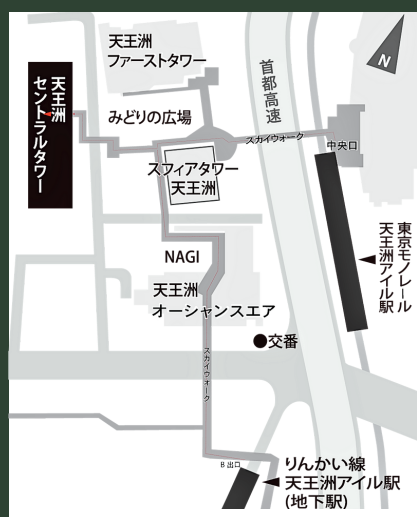 天王洲
ファーストタワー
首都高速
N
天王洲
セントラルタワー
みどりの広場
スカイウォーク
中央口
スフィアタワー
天王洲
東京モノレール
天王洲アイル駅
NAGI
天王洲
オーシャンスエア
交番
スカイウォーク
B 出口
りんかい線
天王洲アイル駅
(地下駅)